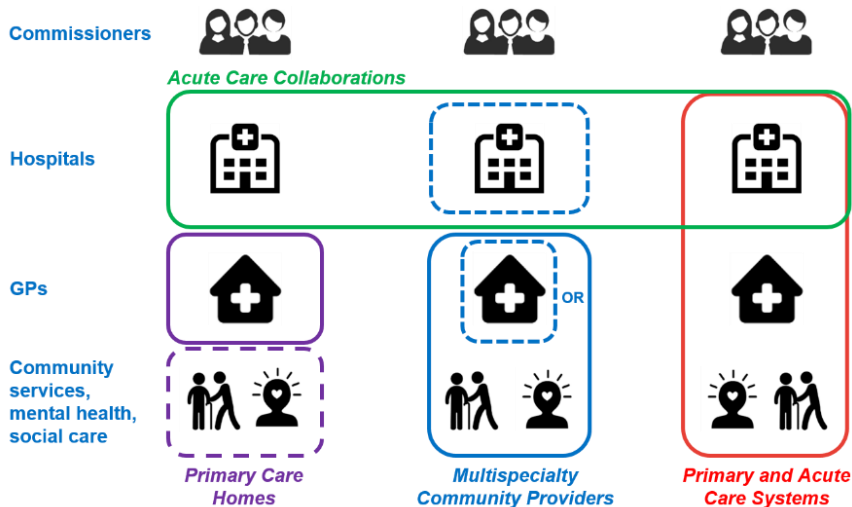 Commissioners
Acute Care Collaborations
Hospitals
GPs
OR
Community
services,
mental health,
social care
Primary Care
Homes
Multispecialty
Community Providers
Primary and Acute
Care Systems